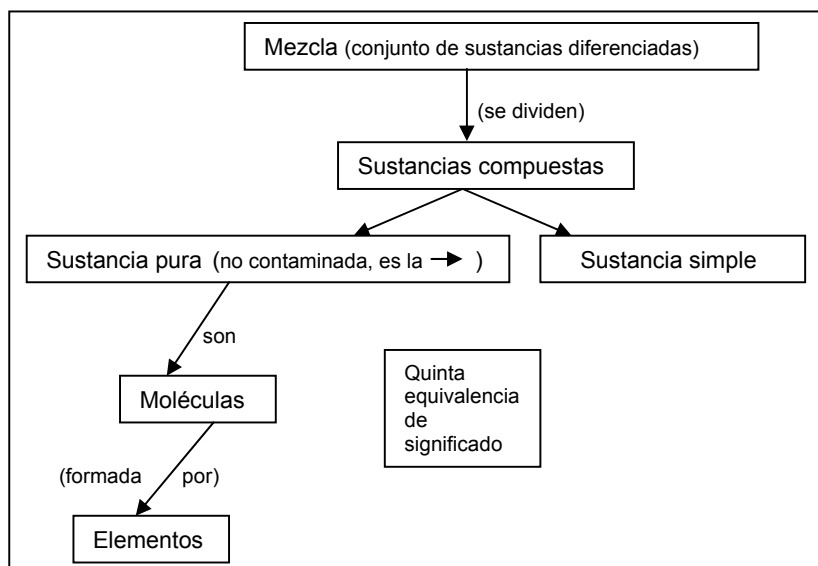 Mezcla (conjunto de sustancias diferenciadas)
(se dividen)
Sustancias compuestas
Sustancia pura (no contaminada, es la → )
Sustancia simple
son
Moléculas
Quinta
equivalencia
de
significado
(formada por)
Elementos